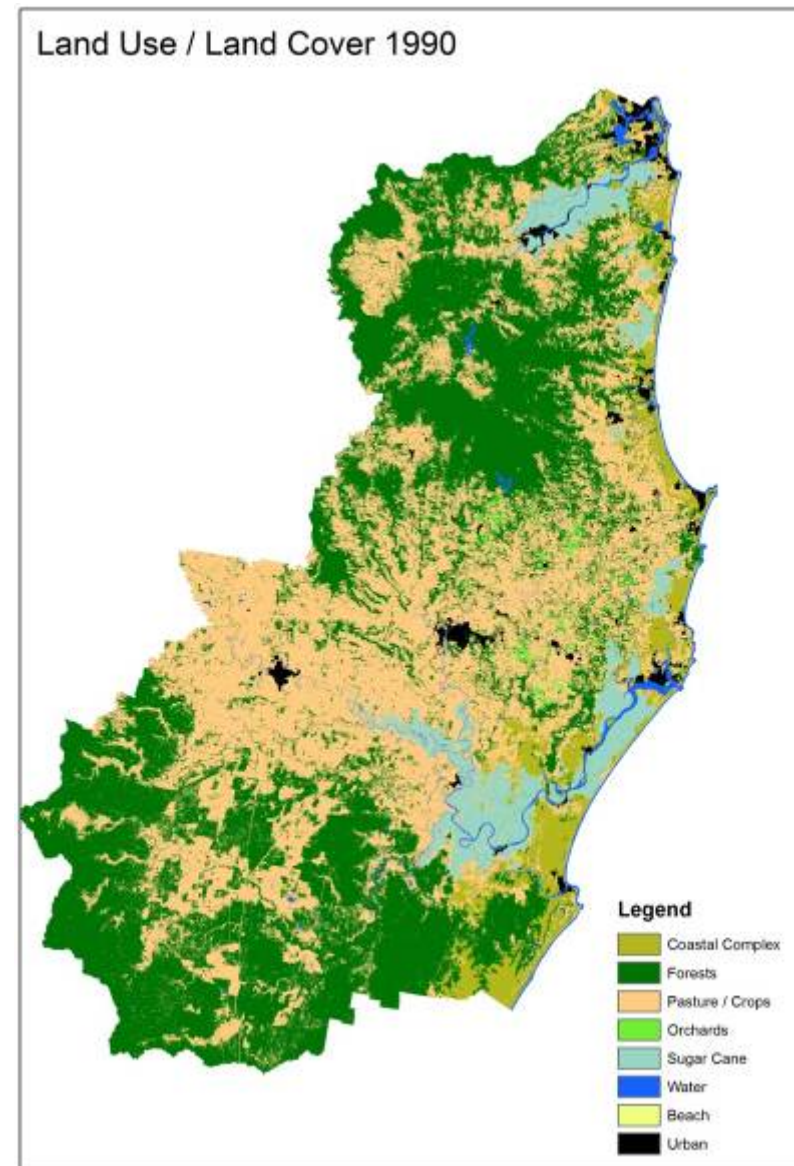 Land Use / Land Cover 1990
Legend
Coastal Complex
Forests
Pasture / Crops
Orchards
Sugar Cane
Water
Beach
Urban